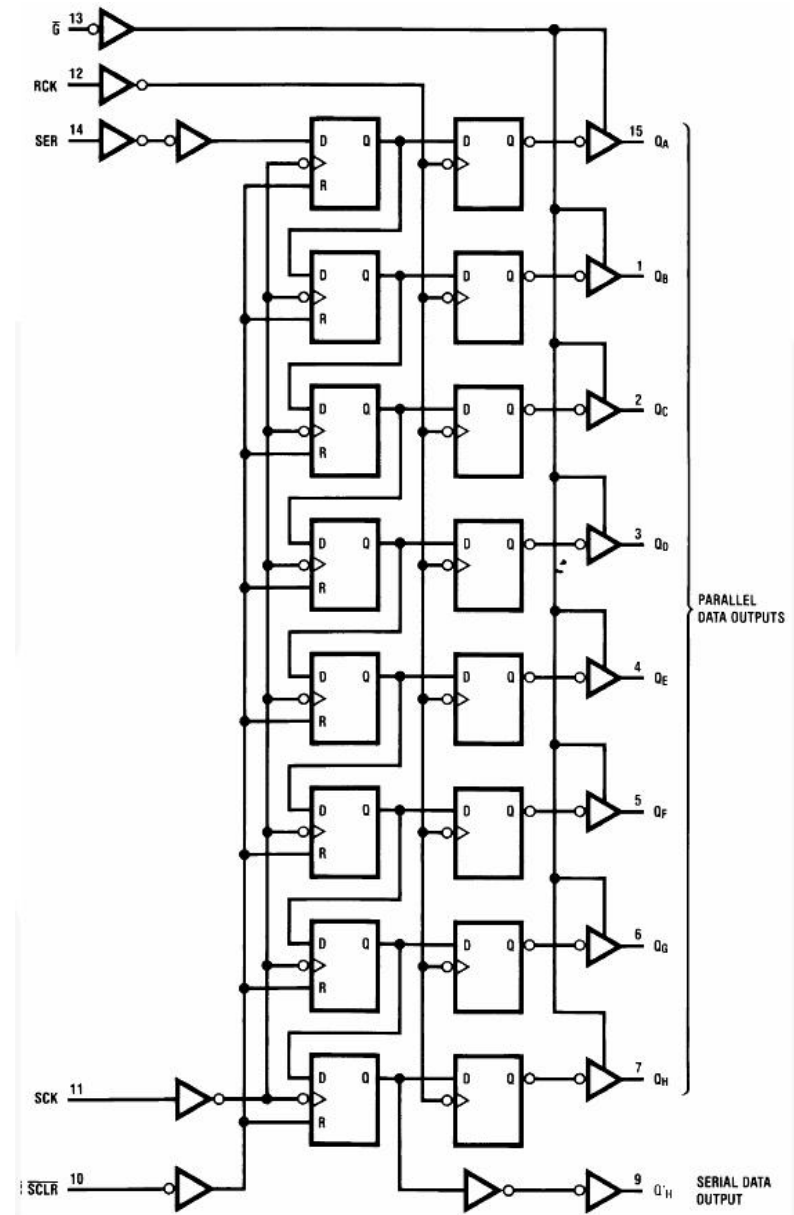 G̅ 13
RCK 12
SER 14
D Q D Q 15 QA
R
D Q D Q 1 QB
R
D Q D Q 2 QC
R
D Q D Q 3 QD
R
PARALLEL
DATA OUTPUTS
D Q D Q 4 QE
R
D Q D Q 5 QF
R
D Q D Q 6 QG
R
D Q D Q 7 QH
SCK 11
R
S̅C̅L̅R̅ 10
9 Q'H SERIAL DATA
OUTPUT